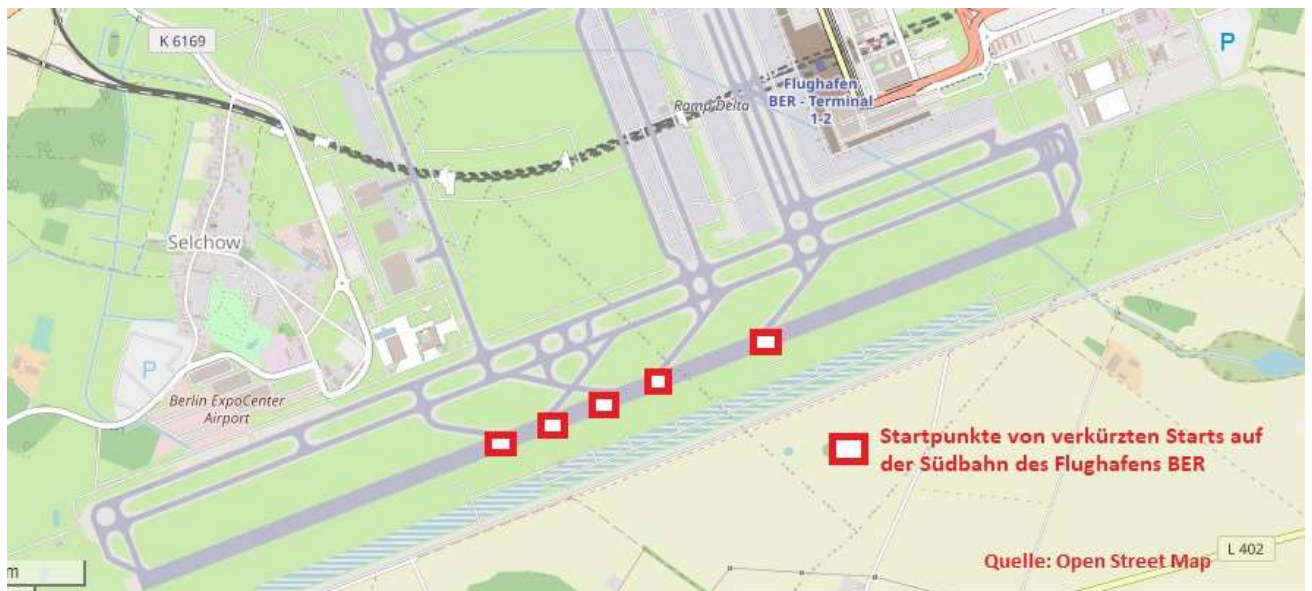 K 6169
P
Flughafen
BER - Terminal
1-2
Ramp Delta
Selchow
P
Berlin ExpoCenter
Airport
Startpunkte von verkürzten Starts auf
der Südbahn des Flughafens BER
L 402
Quelle: Open Street Map
m